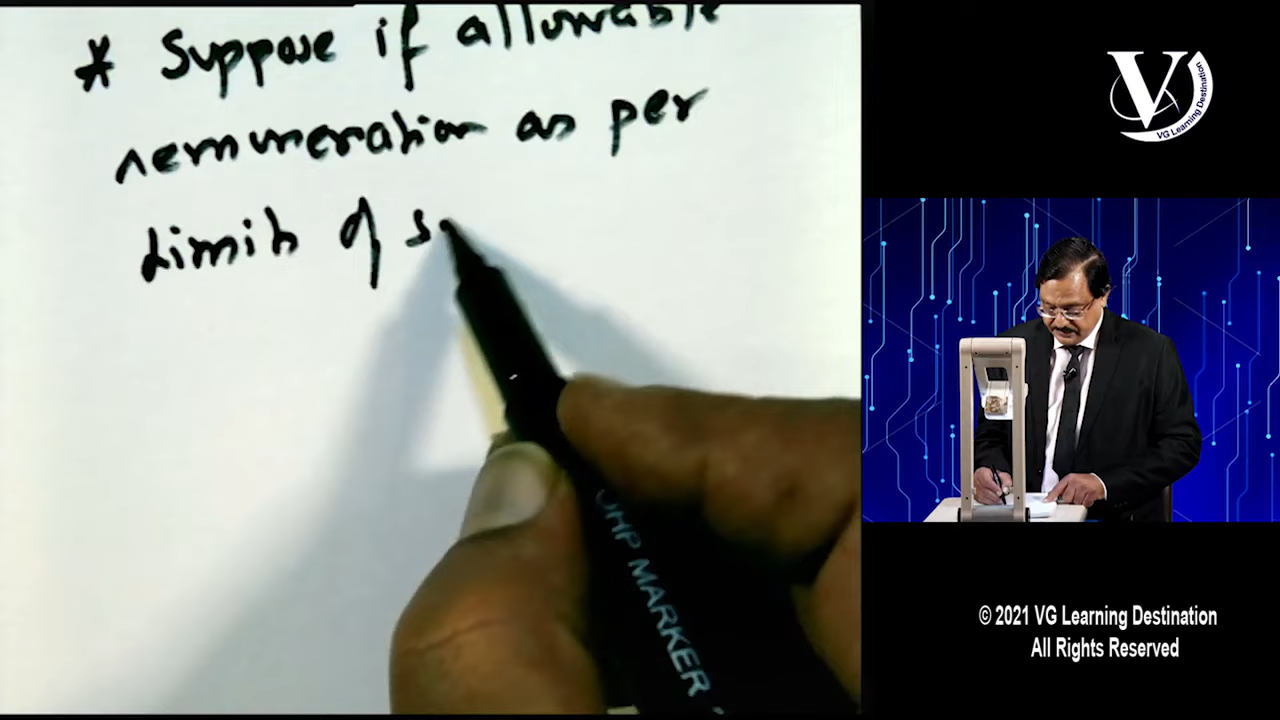 * Suppose if allowable
remuneration as per
Limits of s
V
VG Learning Destination
OHP MARKER
© 2021 VG Learning Destination
All Rights Reserved